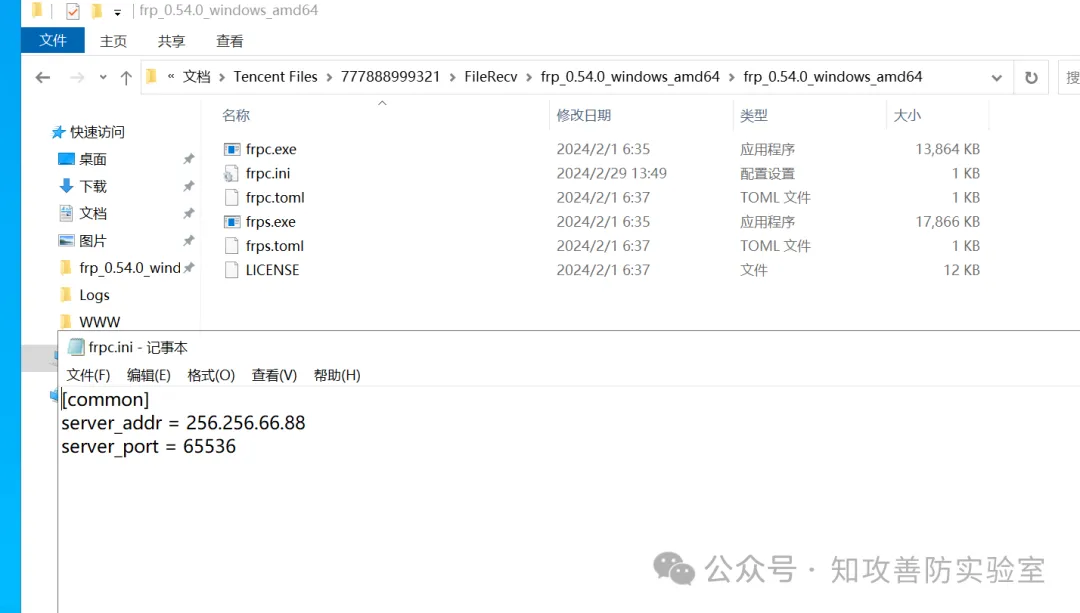 frp_0.54.0_windows_amd64
文件 主页 共享 查看
« 文档 › Tencent Files › 777888999321 › FileRecv › frp_0.54.0_windows_amd64 › frp_0.54.0_windows_amd64
名称 修改日期 类型 大小
快速访问
桌面
下载
文档
图片
frp_0.54.0_wind
Logs
WWW
frpc.exe 2024/2/1 6:35 应用程序 13,864 KB
frpc.ini 2024/2/29 13:49 配置设置 1 KB
frpc.toml 2024/2/1 6:37 TOML 文件 1 KB
frps.exe 2024/2/1 6:35 应用程序 17,866 KB
frps.toml 2024/2/1 6:37 TOML 文件 1 KB
LICENSE 2024/2/1 6:37 文件 12 KB
frpc.ini - 记事本
文件(F) 编辑(E) 格式(O) 查看(V) 帮助(H)
[common]
server_addr = 256.256.66.88
server_port = 65536
公众号 · 知攻善防实验室